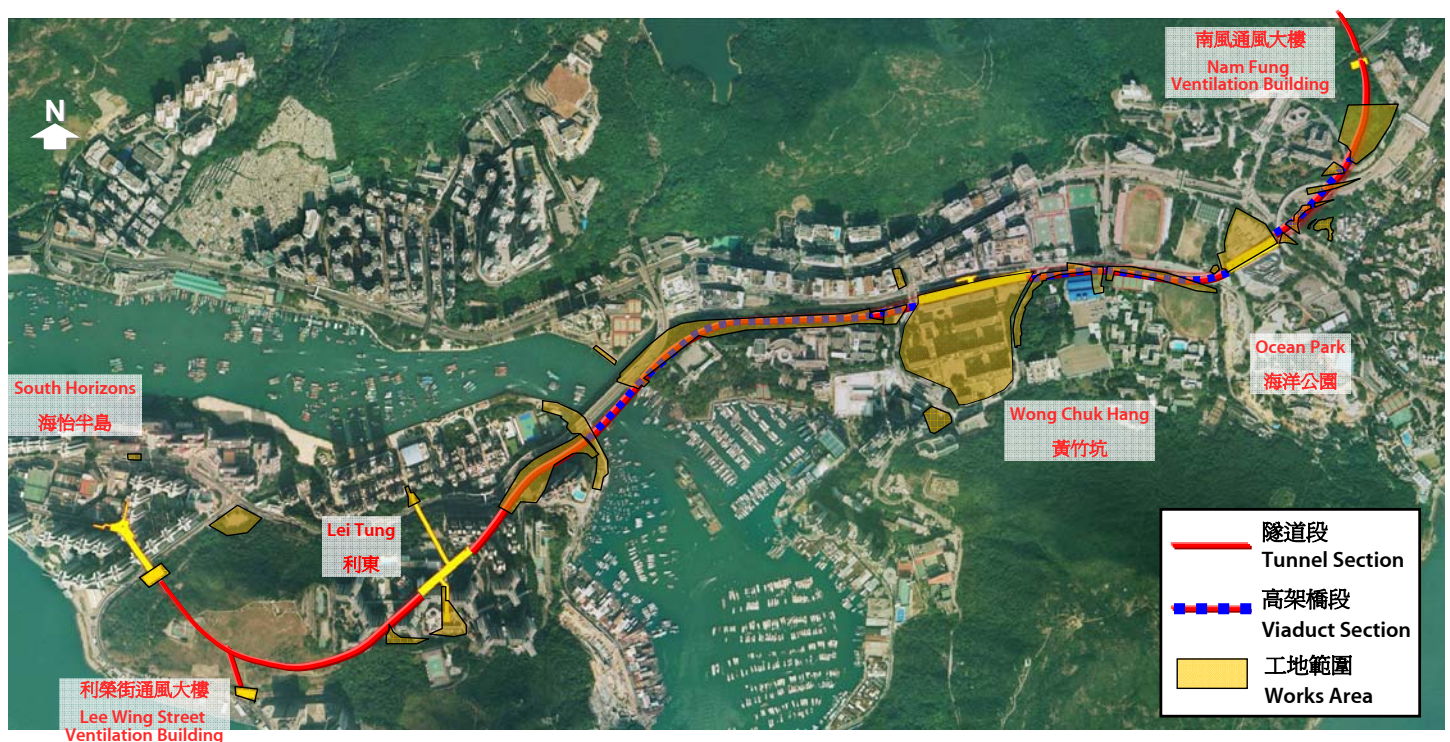 南風通風大樓
Nam Fung
Ventilation Building
N
South Horizons
海怡半島
Ocean Park
海洋公園
Wong Chuk Hang
黃竹坑
Lei Tung
利東
利榮街通風大樓
Lee Wing Street
Ventilation Building
隧道段
Tunnel Section
高架橋段
Viaduct Section
工地範圍
Works Area